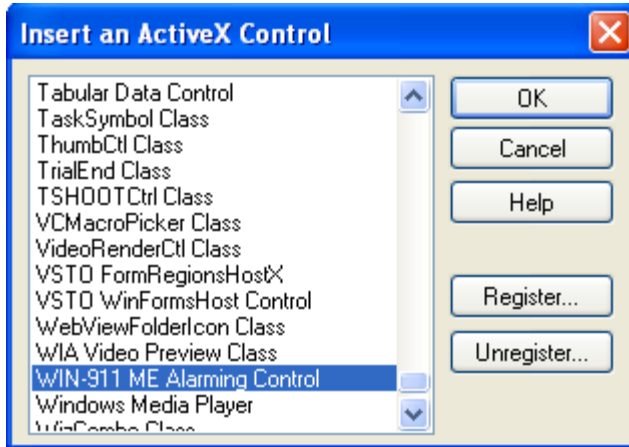 Insert an ActiveX Control
Tabular Data Control
TaskSymbol Class
ThumbCtl Class
TrialEnd Class
TSHOOTCtrl Class
VCMacroPicker Class
VideoRenderCtl Class
VSTO FormRegionsHostX
VSTO WinFormsHost Control
WebViewFolderIcon Class
WIA Video Preview Class
WIN-911 ME Alarming Control
Windows Media Player
WizCombo Class
OK
Cancel
Help
Register...
Unregister...